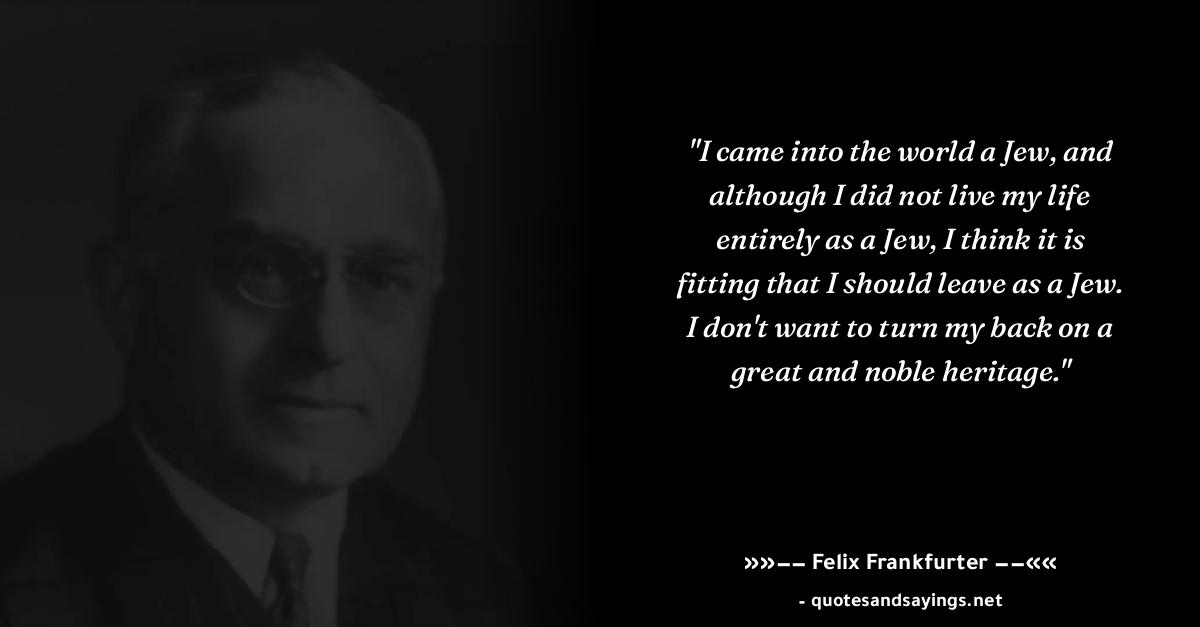 "I came into the world a Jew, and
although I did not live my life
entirely as a Jew, I think it is
fitting that I should leave as a Jew.
I don't want to turn my back on a
great and noble heritage."
»»–– Felix Frankfurter ––««
- quotesandsayings.net